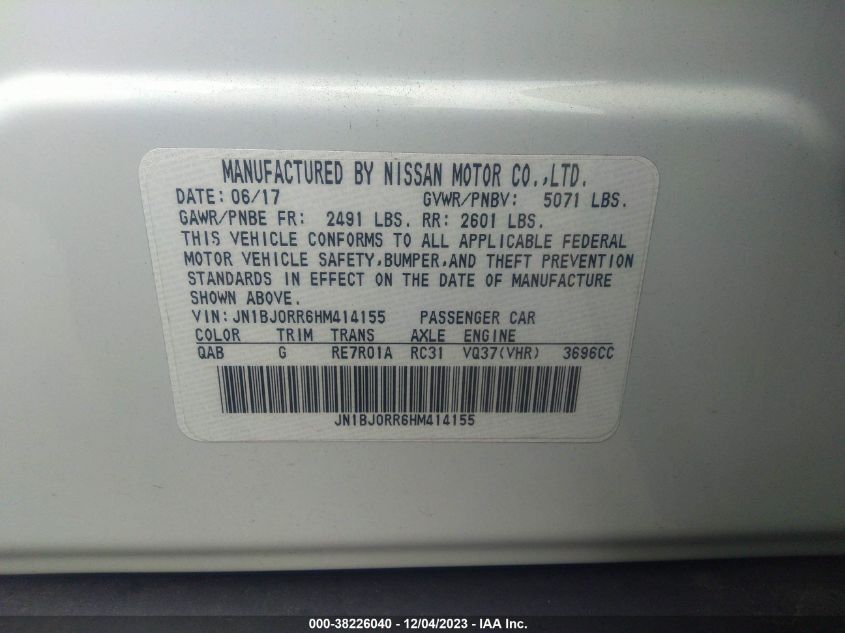 MANUFACTURED BY NISSAN MOTOR CO.,LTD.
DATE: 06/17 GVWR/PNBV: 5071 LBS.
GAWR/PNBE FR: 2491 LBS. RR: 2601 LBS.
THIS VEHICLE CONFORMS TO ALL APPLICABLE FEDERAL
MOTOR VEHICLE SAFETY,BUMPER,AND THEFT PREVENTION
STANDARDS IN EFFECT ON THE DATE OF MANUFACTURE
SHOWN ABOVE.
VIN:JN1BJ0RR6HM414155 PASSENGER CAR
COLOR TRIM TRANS AXLE ENGINE
QAB G RE7R01A RC31 VQ37(VHR) 3696CC
JN1BJ0RR6HM414155
000-38226040 - 12/04/2023 - IAA Inc.